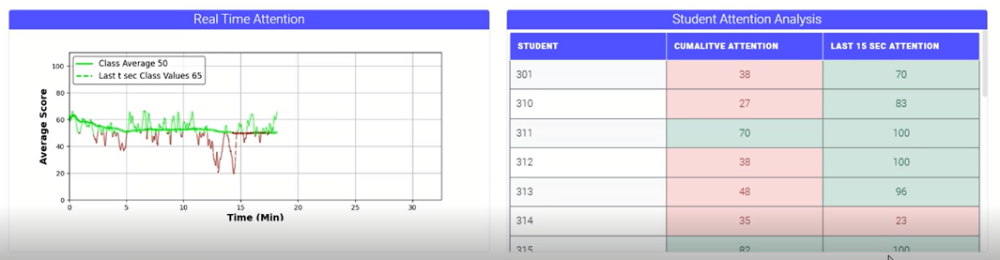 Real Time Attention
Class Average 50
Last t sec Class Values 65
Average Score
100
80
60
40
20
0
0 5 10 15 20 25 30
Time (Min)
Student Attention Analysis
STUDENT CUMALITVE ATTENTION LAST 15 SEC ATTENTION
301 38 70
310 27 83
311 70 100
312 38 100
313 48 96
314 35 23
315 82 100